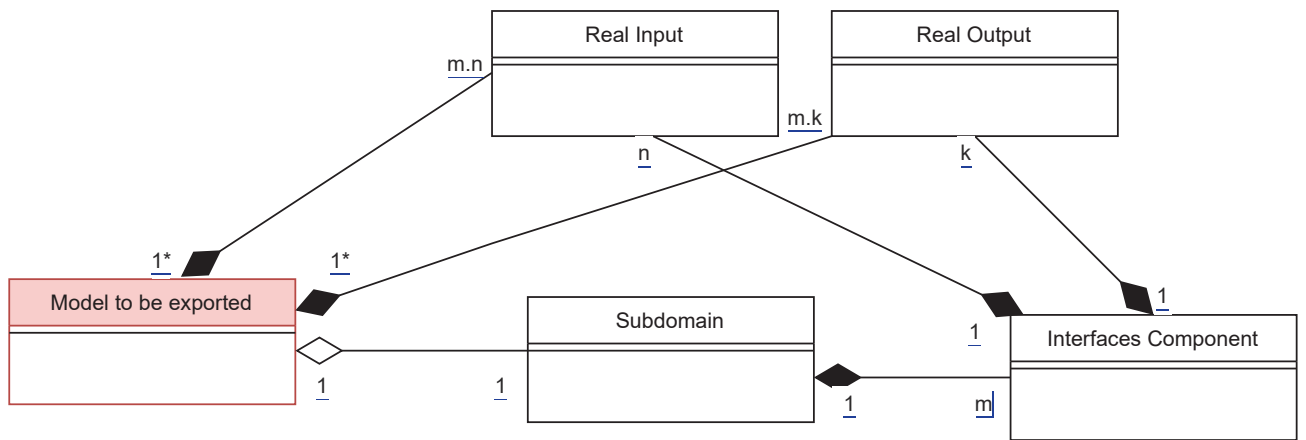 Real Input
Real Output
m.n
m.k
n
k
1*
1*
Model to be exported
1
Subdomain
1
Interfaces Component
1
1
1
m